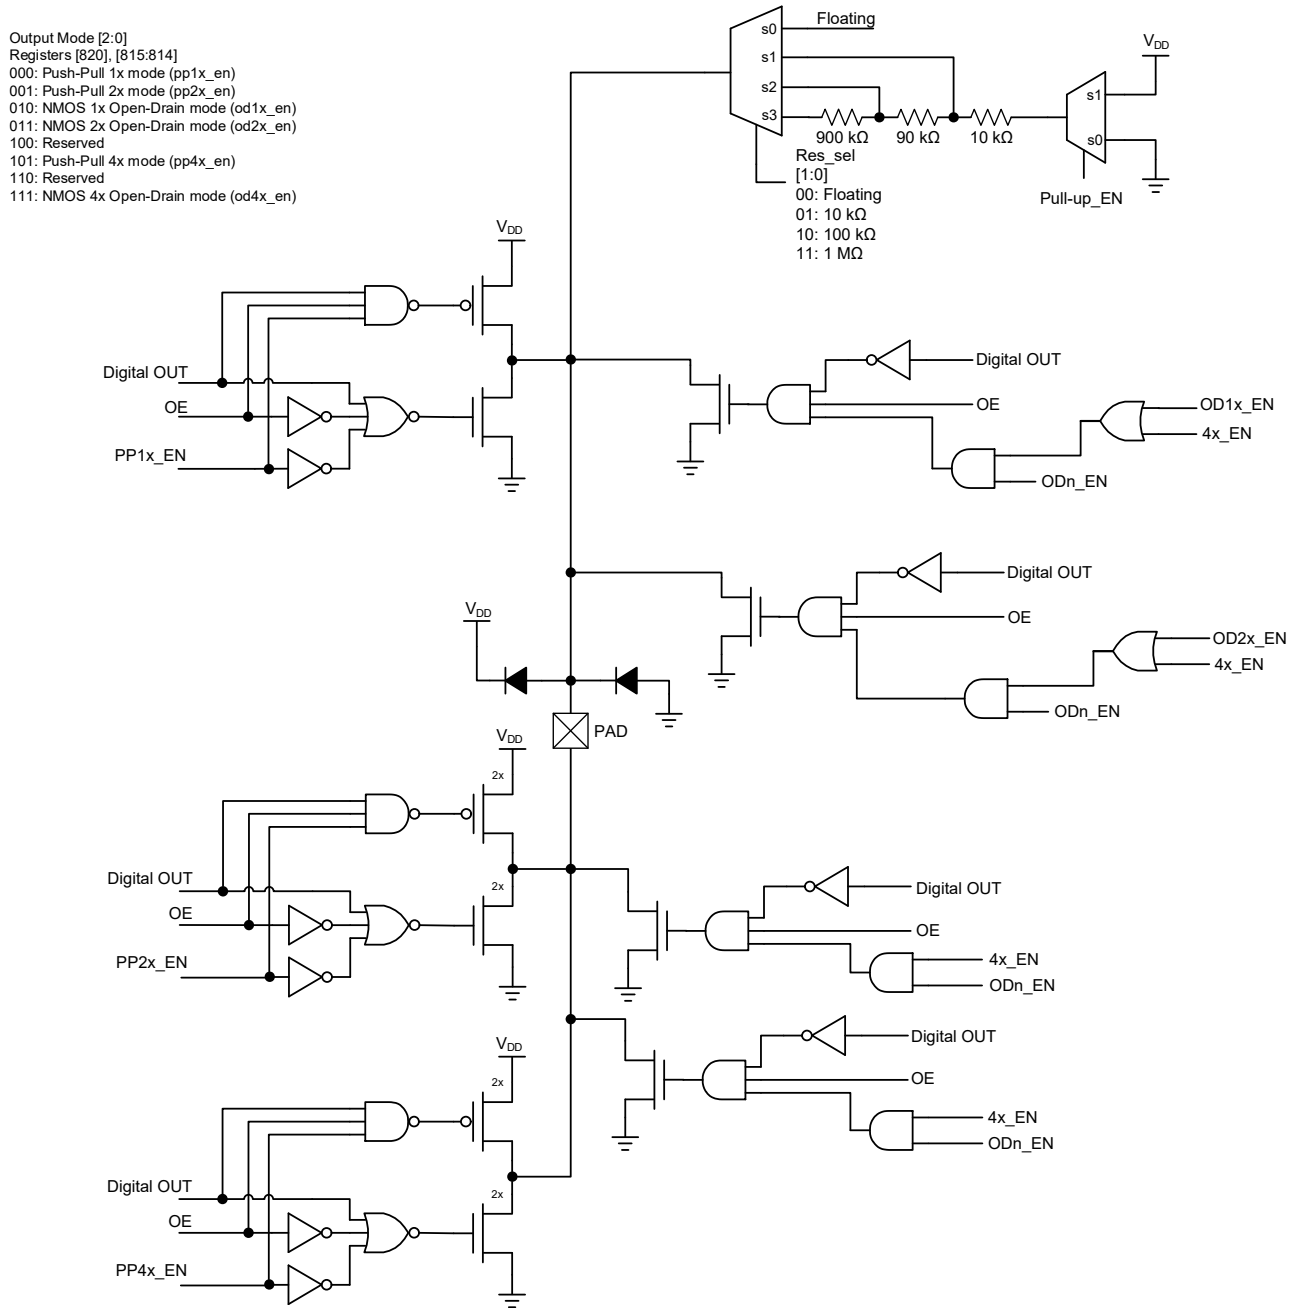 Output Mode [2:0]
Registers [820], [815:814]
000: Push-Pull 1x mode (pp1x_en)
001: Push-Pull 2x mode (pp2x_en)
010: NMOS 1x Open-Drain mode (od1x_en)
011: NMOS 2x Open-Drain mode (od2x_en)
100: Reserved
101: Push-Pull 4x mode (pp4x_en)
110: Reserved
111: NMOS 4x Open-Drain mode (od4x_en)
s0
Floating
s1
s2
s3
900 kΩ
90 kΩ
10 kΩ
VDD
s1
s0
Pull-up_EN
Res_sel
[1:0]
00: Floating
01: 10 kΩ
10: 100 kΩ
11: 1 MΩ
VDD
Digital OUT
OE
PP1x_EN
Digital OUT
OE
OD1x_EN
4x_EN
ODn_EN
Digital OUT
OE
OD2x_EN
4x_EN
ODn_EN
VDD
PAD
VDD
2x
Digital OUT
2x
OE
PP2x_EN
Digital OUT
OE
4x_EN
ODn_EN
Digital OUT
OE
4x_EN
ODn_EN
VDD
2x
Digital OUT
2x
OE
PP4x_EN